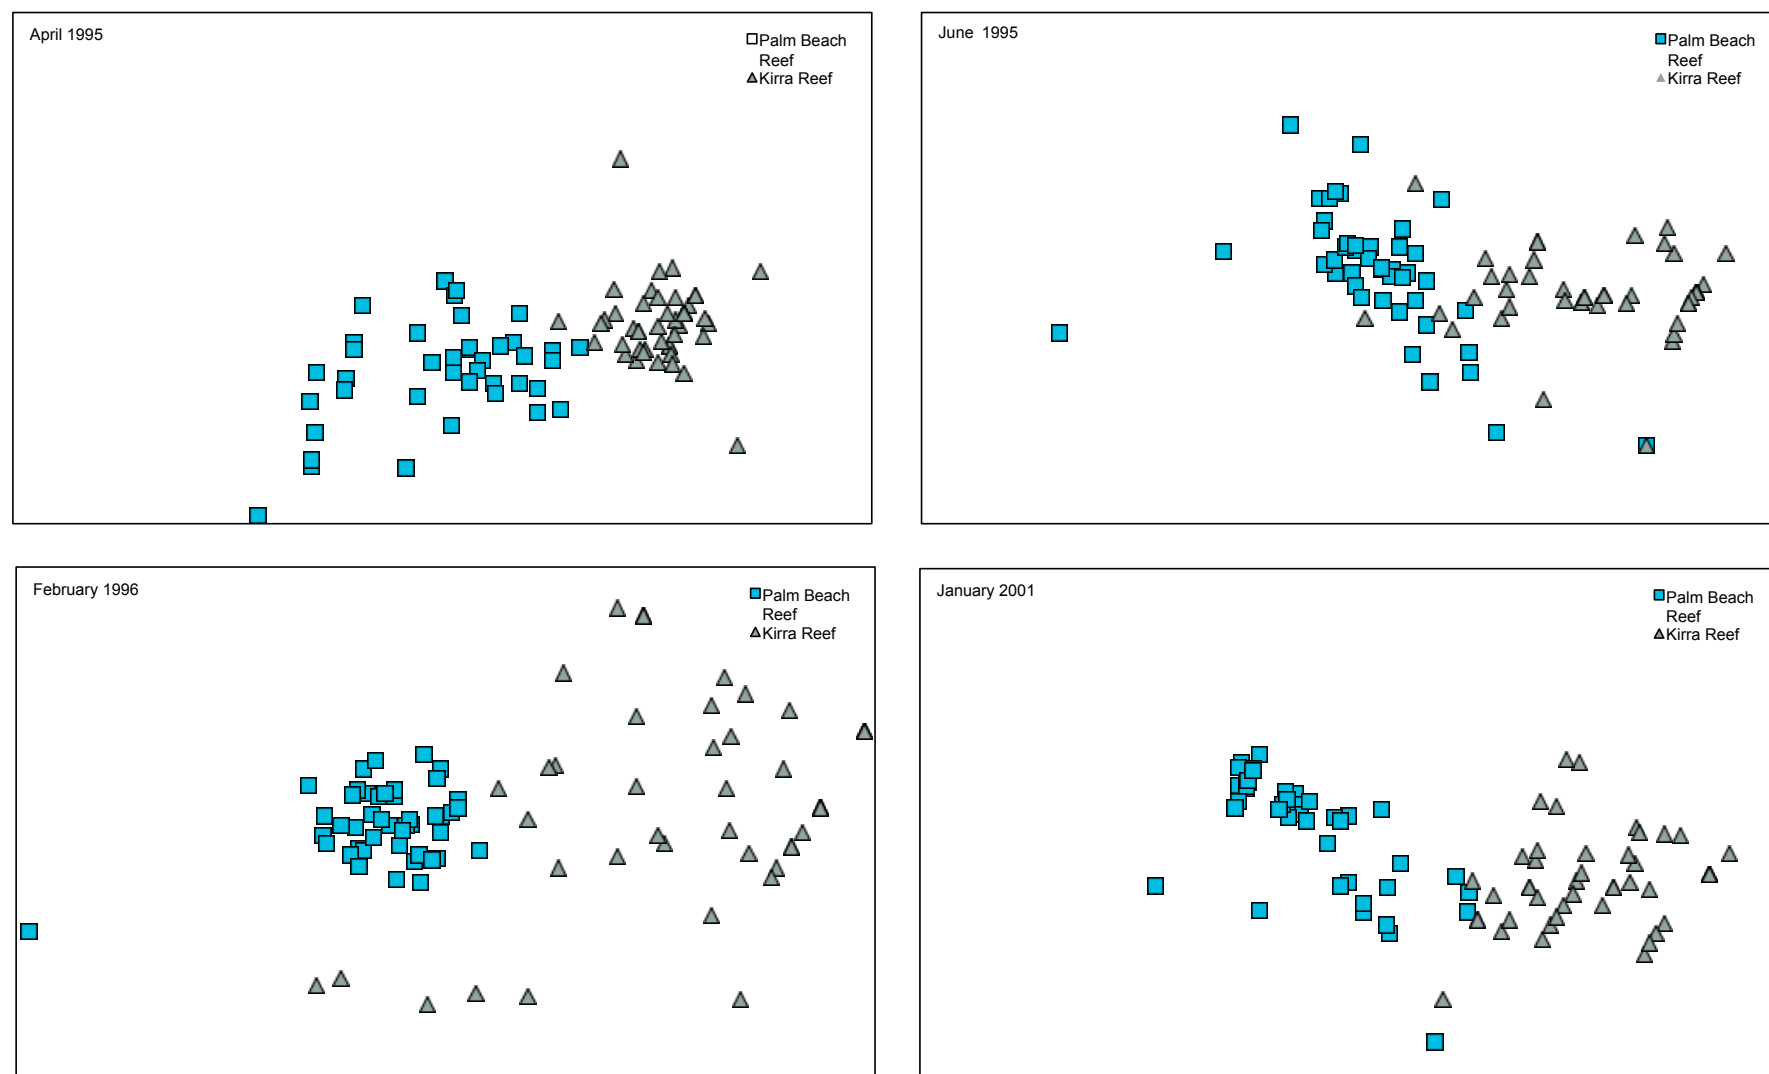 April 1995
Palm Beach
Reef
Kirra Reef
June 1995
Palm Beach
Reef
Kirra Reef
February 1996
Palm Beach
Reef
Kirra Reef
January 2001
Palm Beach
Reef
Kirra Reef